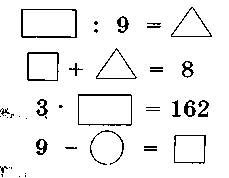 ▭ : 9 = △
□ + △ = 8
3 · ▭ = 162
9 − ○ = □